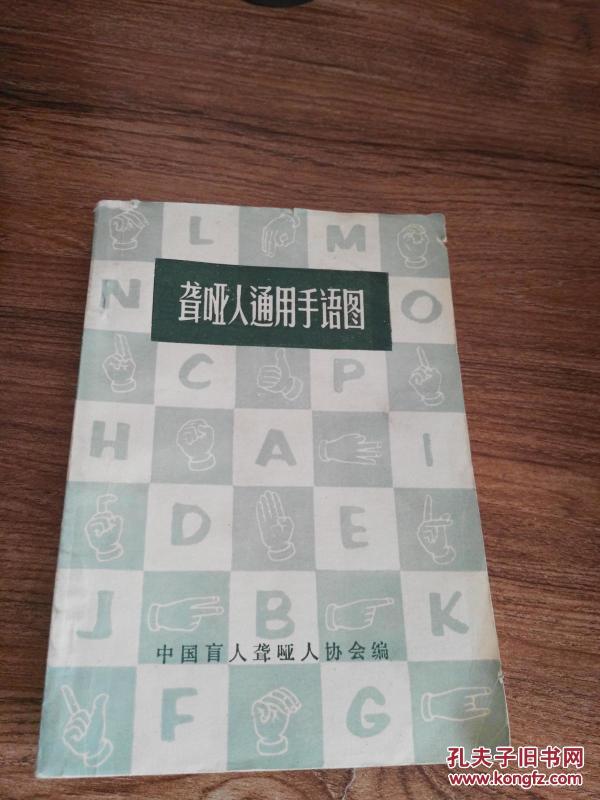 L M
聋哑人通用手语图
N O
C P
H A I
D E
J B K
中国盲人聋哑人协会编
F G
孔夫子旧书网
www.kongfz.com